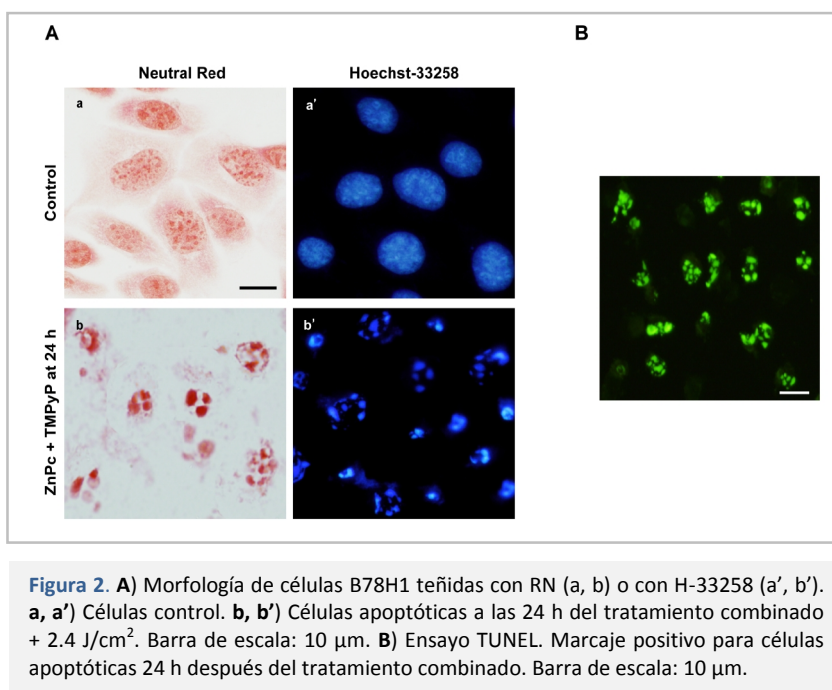 A
B
Neutral Red
Hoechst-33258
Control
a
a'
ZnPc + TMPyP at 24 h
b
b'
Figura 2. A) Morfología de células B78H1 teñidas con RN (a, b) o con H-33258 (a’, b’).
a, a’) Células control. b, b’) Células apoptóticas a las 24 h del tratamiento combinado
+ 2.4 J/cm². Barra de escala: 10 µm. B) Ensayo TUNEL. Marcaje positivo para células
apoptóticas 24 h después del tratamiento combinado. Barra de escala: 10 µm.